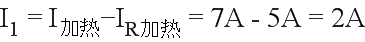 I₁ = I加热−IR加热 = 7A - 5A = 2A